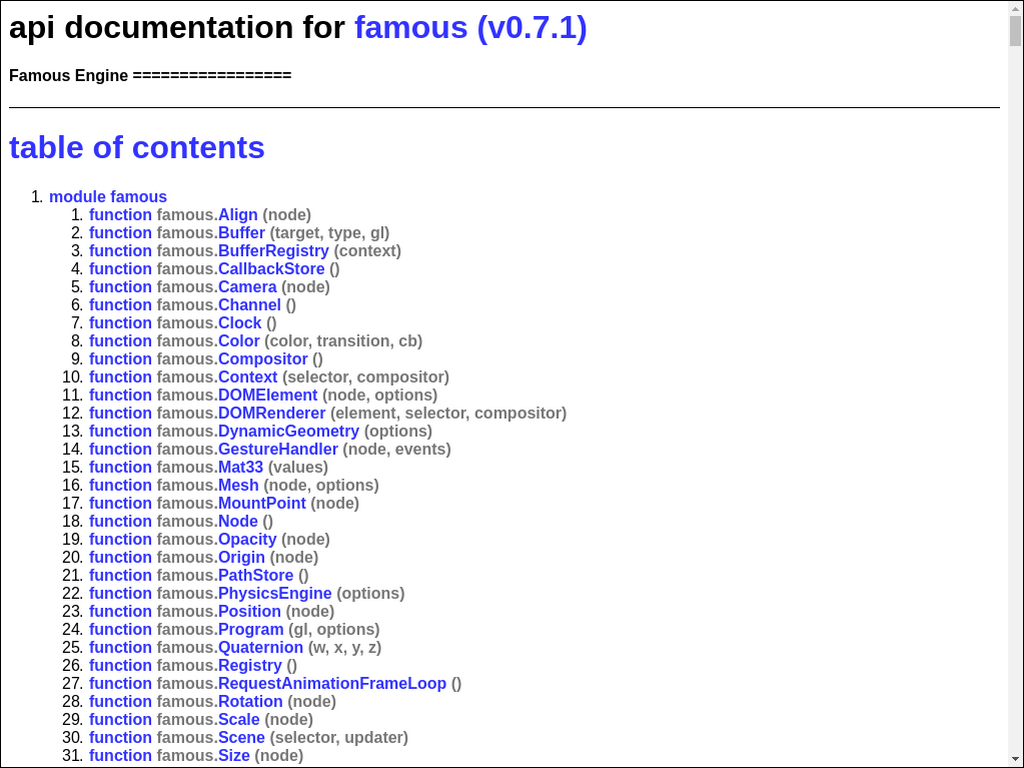 api documentation for famous (v0.7.1)
Famous Engine =================
table of contents
1. module famous
1. function famous.Align (node)
2. function famous.Buffer (target, type, gl)
3. function famous.BufferRegistry (context)
4. function famous.CallbackStore ()
5. function famous.Camera (node)
6. function famous.Channel ()
7. function famous.Clock ()
8. function famous.Color (color, transition, cb)
9. function famous.Compositor ()
10. function famous.Context (selector, compositor)
11. function famous.DOMElement (node, options)
12. function famous.DOMRenderer (element, selector, compositor)
13. function famous.DynamicGeometry (options)
14. function famous.GestureHandler (node, events)
15. function famous.Mat33 (values)
16. function famous.Mesh (node, options)
17. function famous.MountPoint (node)
18. function famous.Node ()
19. function famous.Opacity (node)
20. function famous.Origin (node)
21. function famous.PathStore ()
22. function famous.PhysicsEngine (options)
23. function famous.Position (node)
24. function famous.Program (gl, options)
25. function famous.Quaternion (w, x, y, z)
26. function famous.Registry ()
27. function famous.RequestAnimationFrameLoop ()
28. function famous.Rotation (node)
29. function famous.Scale (node)
30. function famous.Scene (selector, updater)
31. function famous.Size (node)